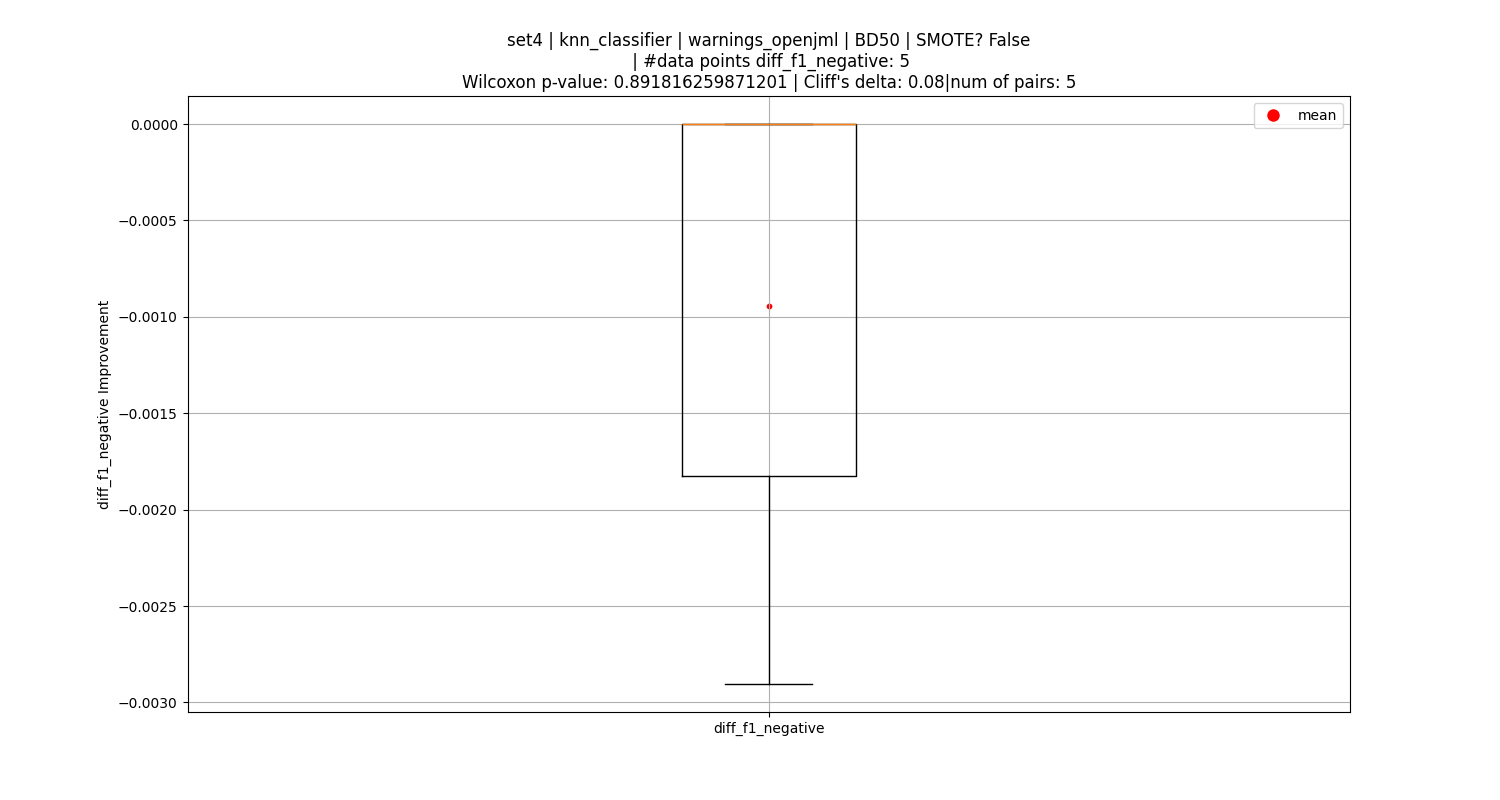 set4 | knn_classifier | warnings_openjml | BD50 | SMOTE? False
| #data points diff_f1_negative: 5
Wilcoxon p-value: 0.891816259871201 | Cliff's delta: 0.08|num of pairs: 5
mean
0.0000
−0.0005
−0.0010
−0.0015
−0.0020
−0.0025
−0.0030
diff_f1_negative Improvement
diff_f1_negative